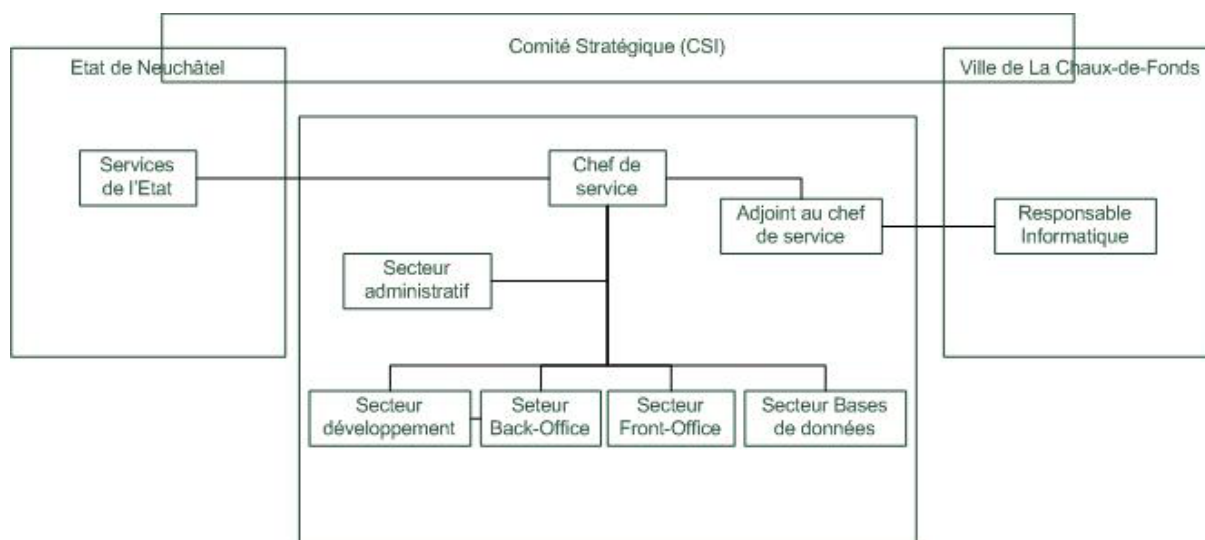 Comité Stratégique (CSI)
Etat de Neuchâtel
Ville de La Chaux-de-Fonds
Services
de l'Etat
Chef de
service
Adjoint au chef
de service
Responsable
Informatique
Secteur
administratif
Secteur
développement
Seteur
Back-Office
Secteur
Front-Office
Secteur Bases
de données